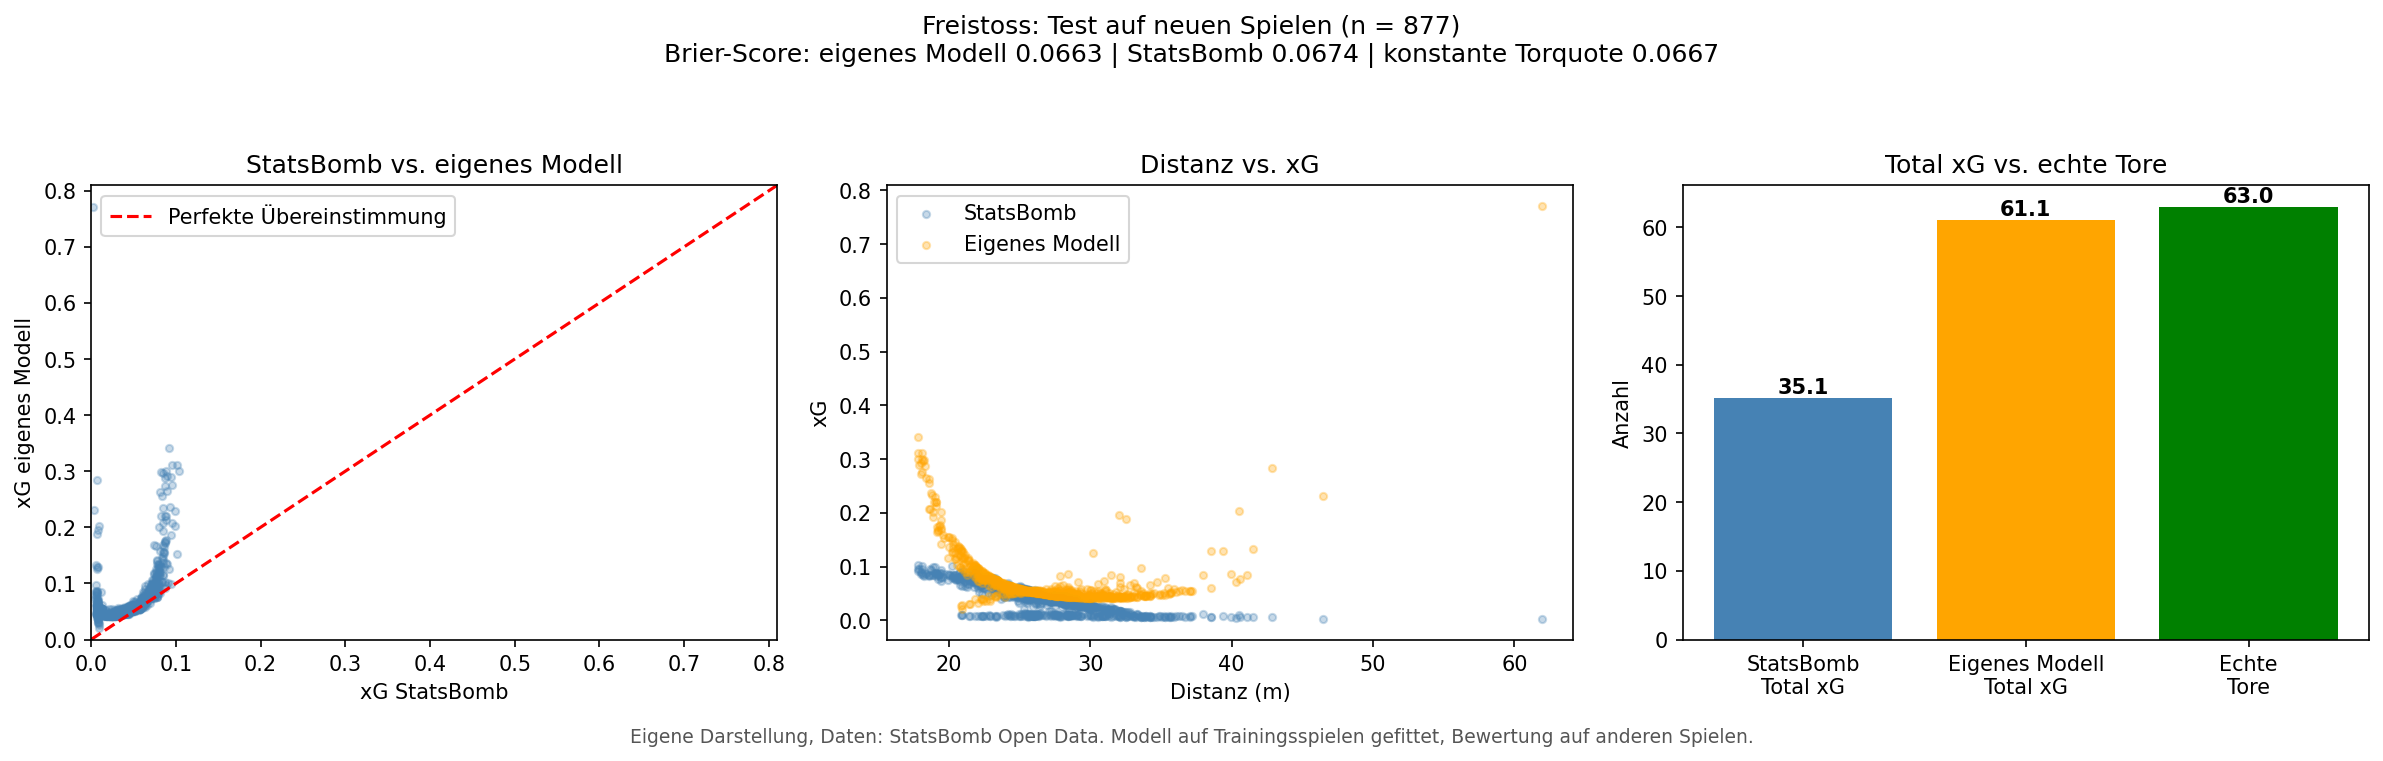 Freistoss: Test auf neuen Spielen (n = 877)
Brier-Score: eigenes Modell 0.0663 | StatsBomb 0.0674 | konstante Torquote 0.0667
StatsBomb vs. eigenes Modell
xG eigenes Modell
0.8
0.7
0.6
0.5
0.4
0.3
0.2
0.1
0.0
Perfekte Übereinstimmung
0.0 0.1 0.2 0.3 0.4 0.5 0.6 0.7 0.8
xG StatsBomb
Distanz vs. xG
xG
0.8
0.7
0.6
0.5
0.4
0.3
0.2
0.1
0.0
StatsBomb
Eigenes Modell
20 30 40 50 60
Distanz (m)
Total xG vs. echte Tore
Anzahl
60
50
40
30
20
10
0
35.1
61.1
63.0
StatsBomb
Total xG
Eigenes Modell
Total xG
Echte
Tore
Eigene Darstellung, Daten: StatsBomb Open Data. Modell auf Trainingsspielen gefittet, Bewertung auf anderen Spielen.